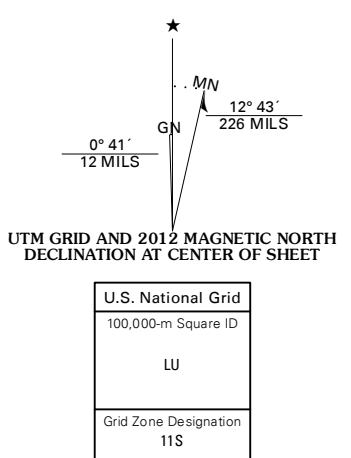 ★
MN
GN
12° 43´
226 MILS
0° 41´
12 MILS
UTM GRID AND 2012 MAGNETIC NORTH
DECLINATION AT CENTER OF SHEET
U.S. National Grid
100,000-m Square ID
LU
Grid Zone Designation
11S